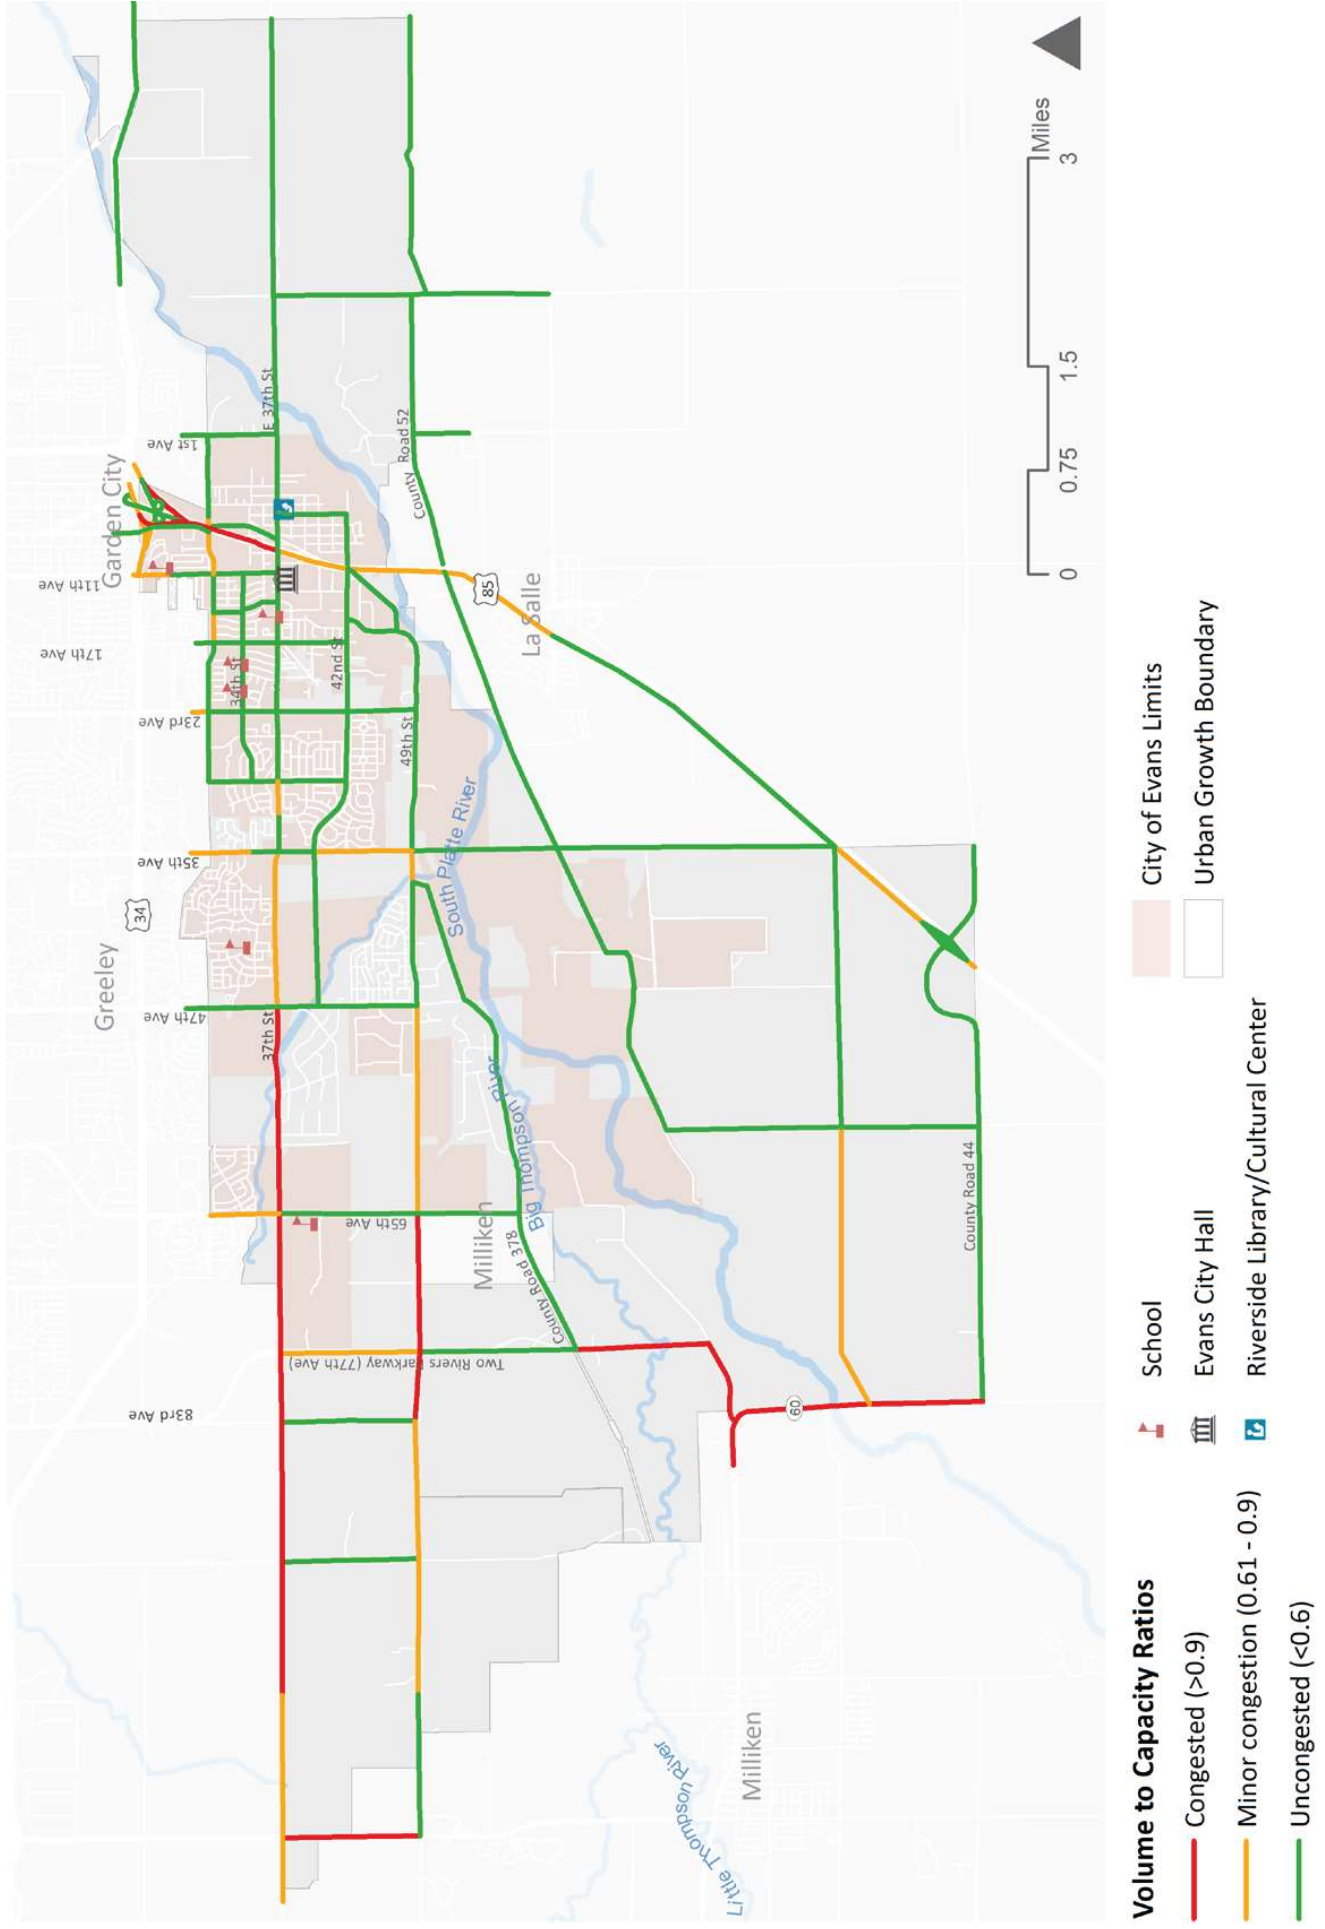 Garden City
Greeley
34
11th Ave
17th Ave
1st Ave
23rd Ave
35th Ave
47th Ave
83rd Ave
34th St
E 37th St
37th St
42nd St
49th St
65th Ave
Two Rivers Parkway (77th Ave)
County Road 52
County Road 37B
County Road 44
South Platte River
Big Thompson River
Little Thompson River
Milliken
Milliken
La Salle
85
60
0
0.75
1.5
3
Miles
Volume to Capacity Ratios
Congested (>0.9)
Minor congestion (0.61 - 0.9)
Uncongested (<0.6)
School
Evans City Hall
Riverside Library/Cultural Center
City of Evans Limits
Urban Growth Boundary